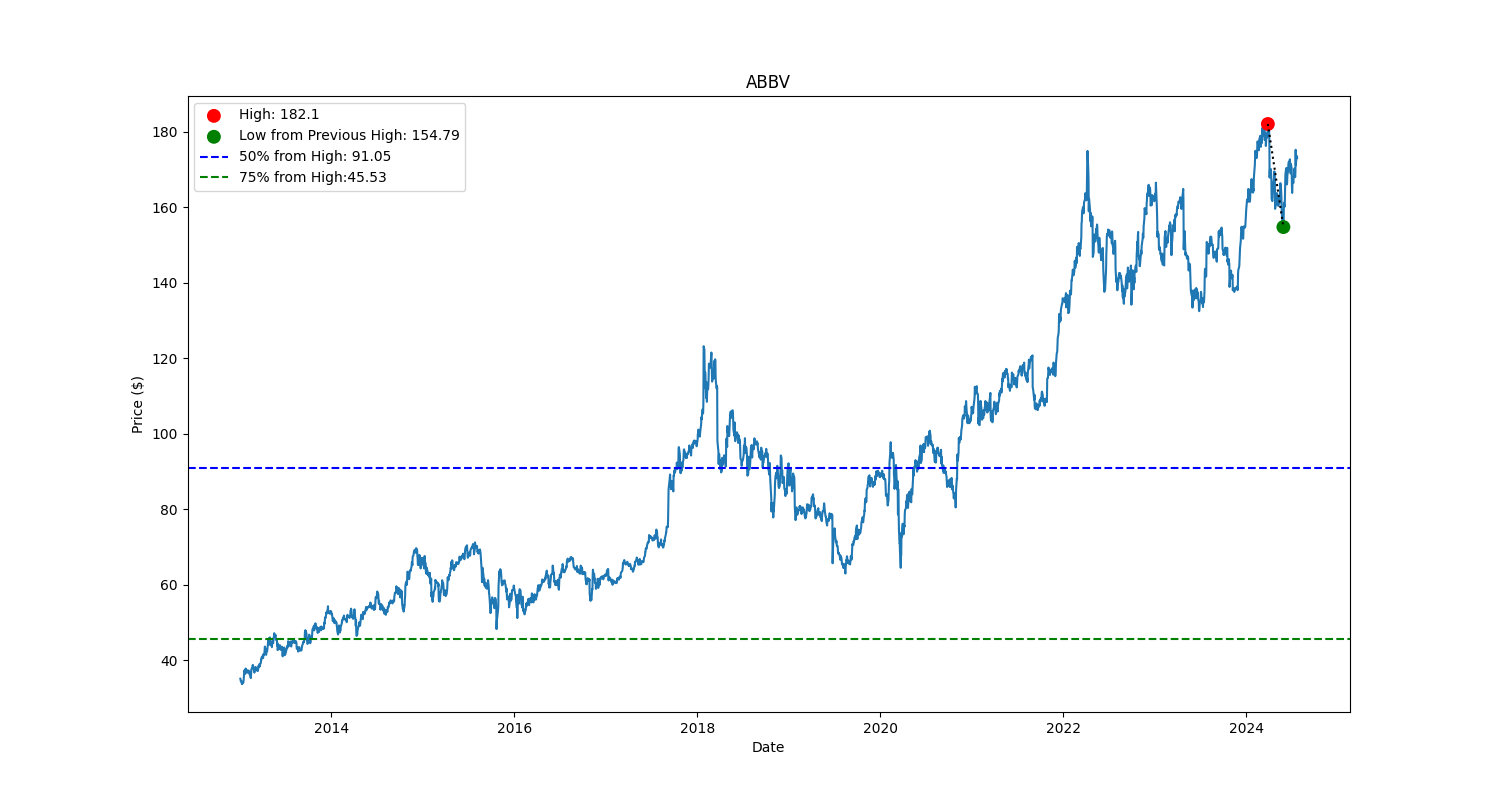 ABBV
High: 182.1
Low from Previous High: 154.79
50% from High: 91.05
75% from High:45.53
180
160
140
120
100
80
60
40
Price ($)
2014 2016 2018 2020 2022 2024
Date